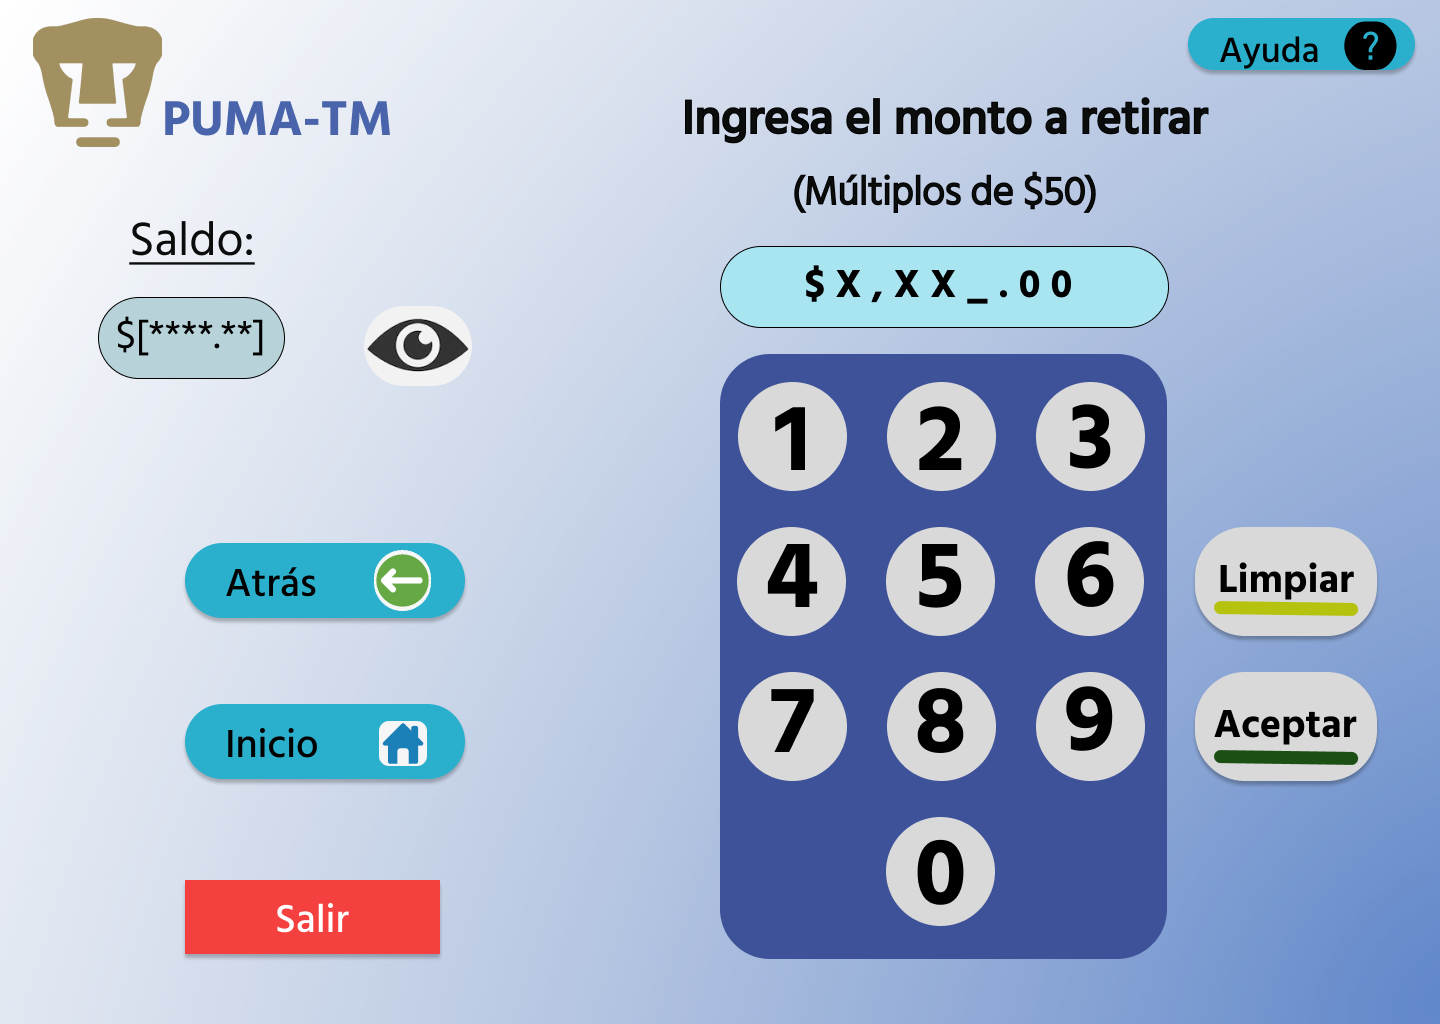 PUMA-TM
Ayuda ?
Ingresa el monto a retirar
(Múltiplos de $50)
Saldo:
$[****.**]
$ X , X X _ . 0 0
1 2 3
4 5 6
7 8 9
0
Limpiar
Aceptar
Atrás
Inicio
Salir